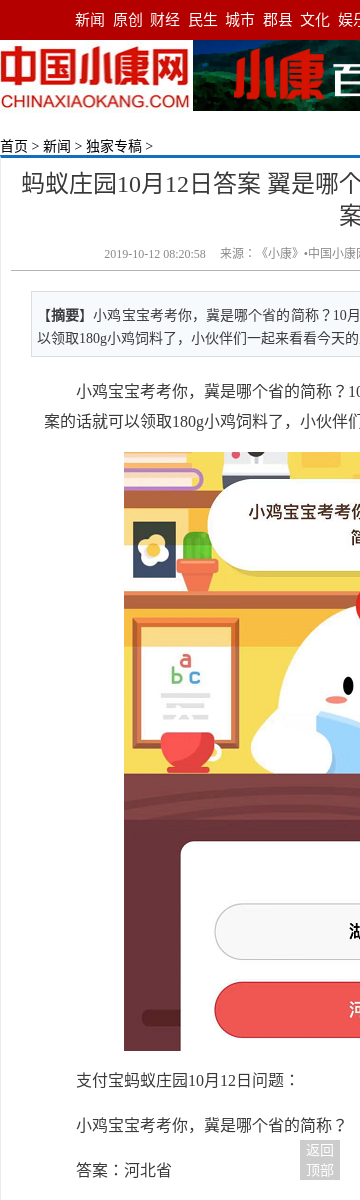 新闻 原创 财经 民生 城市 郡县 文化 娱乐
中国小康网
CHINAXIAOKANG.COM
小康 百
首页 > 新闻 > 独家专稿 >
蚂蚁庄园10月12日答案 翼是哪个
案
2019-10-12 08:20:58 来源：《小康》•中国小康网
【摘要】小鸡宝宝考考你，冀是哪个省的简称？10月
以领取180g小鸡饲料了，小伙伴们一起来看看今天的
小鸡宝宝考考你，冀是哪个省的简称？10
案的话就可以领取180g小鸡饲料了，小伙伴们
小鸡宝宝考考你
简
a
b c
湖
河
支付宝蚂蚁庄园10月12日问题：
小鸡宝宝考考你，冀是哪个省的简称？
答案：河北省
返回
顶部